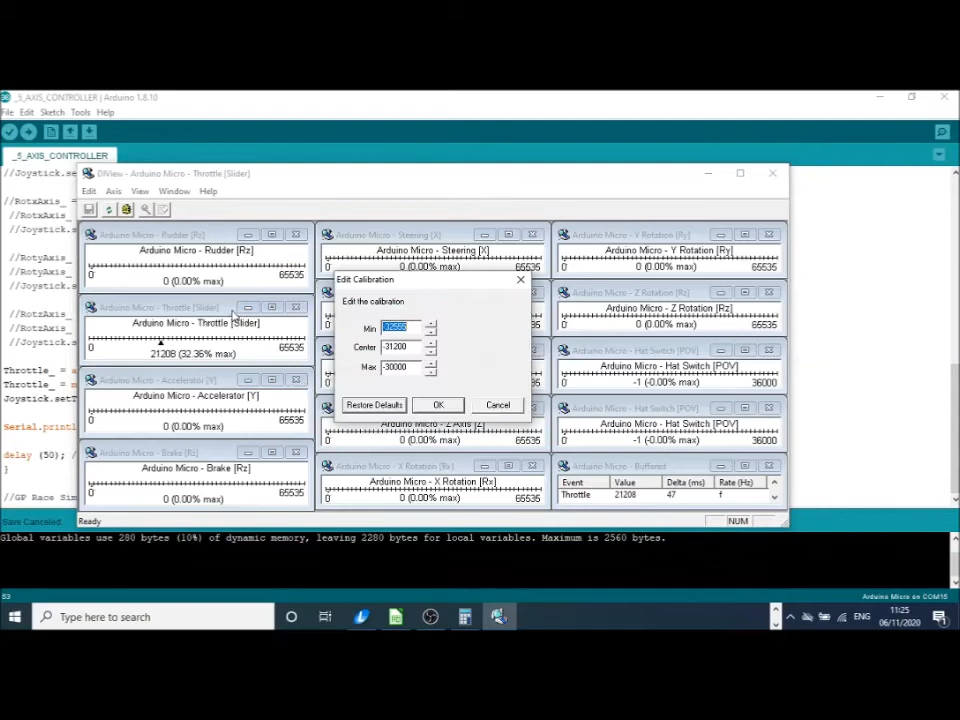 _5_AXIS_CONTROLLER | Arduino 1.8.10
File Edit Sketch Tools Help
_5_AXIS_CONTROLLER
//Joystick.se
//RotxAxis_ =
//RotxAxis_
//Joystick.
//RotyAxis_
//RotyAxis_
//Joystick.s
//RotzAxis_
//RotzAxis_
//Joystick.s
Throttle_ = a
Throttle_ = m
Joystick.setT
Serial.printl
delay (50);
}
//GP Race Sim
Save Canceled.
DIView - Arduino Micro - Throttle [Slider]
Edit Axis View Window Help
Arduino Micro - Rudder [Rz]
Arduino Micro - Rudder [Rz]
0 65535
0 (0.00% max)
Arduino Micro - Throttle [Slider]
Arduino Micro - Throttle [Slider]
0 65535
21208 (32.36% max)
Arduino Micro - Accelerator [Y]
Arduino Micro - Accelerator [Y]
0 65535
0 (0.00% max)
Arduino Micro - Brake [Rz]
Arduino Micro - Brake [Rz]
0 65535
0 (0.00% max)
Arduino Micro - Steering [X]
Arduino Micro - Steering [X]
0 65535
0 (0.00% max)
Edit Calibration
Edit the calibration
Min
Center -31200
Max -30000
Restore Defaults OK Cancel
Arduino Micro - Z Axis [Z]
0 65535
0 (0.00% max)
Arduino Micro - X Rotation [Rx]
Arduino Micro - X Rotation [Rx]
0 65535
0 (0.00% max)
Arduino Micro - Y Rotation [Ry]
Arduino Micro - Y Rotation [Ry]
0 65535
0 (0.00% max)
Arduino Micro - Z Rotation [Rz]
Arduino Micro - Z Rotation [Rz]
0 65535
0 (0.00% max)
Arduino Micro - Hat Switch [POV]
Arduino Micro - Hat Switch [POV]
0 36000
-1 (-0.00% max)
Arduino Micro - Hat Switch [POV]
Arduino Micro - Hat Switch [POV]
0 36000
-1 (-0.00% max)
Arduino Micro - Buffered
Event Value Delta (ms) Rate (Hz)
Throttle 21208 47 f
Ready NUM
Global variables use 280 bytes (10%) of dynamic memory, leaving 2280 bytes for local variables. Maximum is 2560 bytes.
53 Arduino Micro on COM15
Type here to search
ENG
11:25
06/11/2020